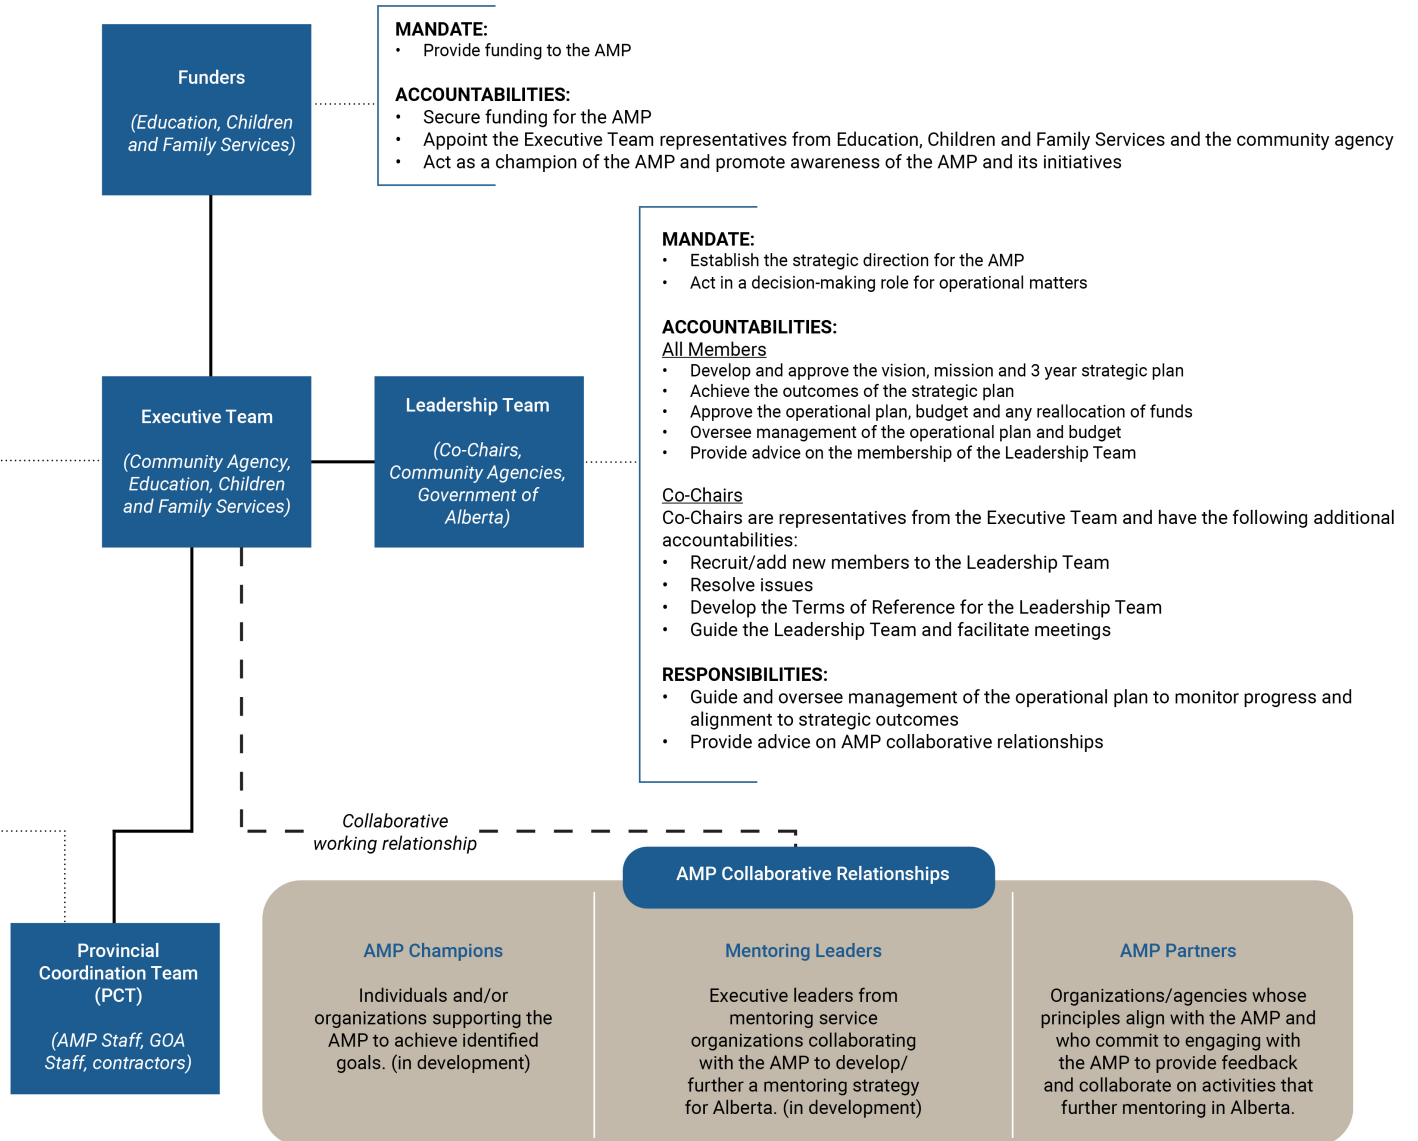 Funders
(Education, Children
and Family Services)
MANDATE:
• Provide funding to the AMP
ACCOUNTABILITIES:
• Secure funding for the AMP
• Appoint the Executive Team representatives from Education, Children and Family Services and the community agency
• Act as a champion of the AMP and promote awareness of the AMP and its initiatives
Executive Team
(Community Agency,
Education, Children
and Family Services)
Leadership Team
(Co-Chairs,
Community Agencies,
Government of
Alberta)
MANDATE:
• Establish the strategic direction for the AMP
• Act in a decision-making role for operational matters
ACCOUNTABILITIES:
All Members
• Develop and approve the vision, mission and 3 year strategic plan
• Achieve the outcomes of the strategic plan
• Approve the operational plan, budget and any reallocation of funds
• Oversee management of the operational plan and budget
• Provide advice on the membership of the Leadership Team
Co-Chairs
Co-Chairs are representatives from the Executive Team and have the following additional
accountabilities:
• Recruit/add new members to the Leadership Team
• Resolve issues
• Develop the Terms of Reference for the Leadership Team
• Guide the Leadership Team and facilitate meetings
RESPONSIBILITIES:
• Guide and oversee management of the operational plan to monitor progress and
alignment to strategic outcomes
• Provide advice on AMP collaborative relationships
Collaborative
working relationship
Provincial
Coordination Team
(PCT)
(AMP Staff, GOA
Staff, contractors)
AMP Collaborative Relationships
AMP Champions
Individuals and/or
organizations supporting the
AMP to achieve identified
goals. (in development)
Mentoring Leaders
Executive leaders from
mentoring service
organizations collaborating
with the AMP to develop/
further a mentoring strategy
for Alberta. (in development)
AMP Partners
Organizations/agencies whose
principles align with the AMP and
who commit to engaging with
the AMP to provide feedback
and collaborate on activities that
further mentoring in Alberta.